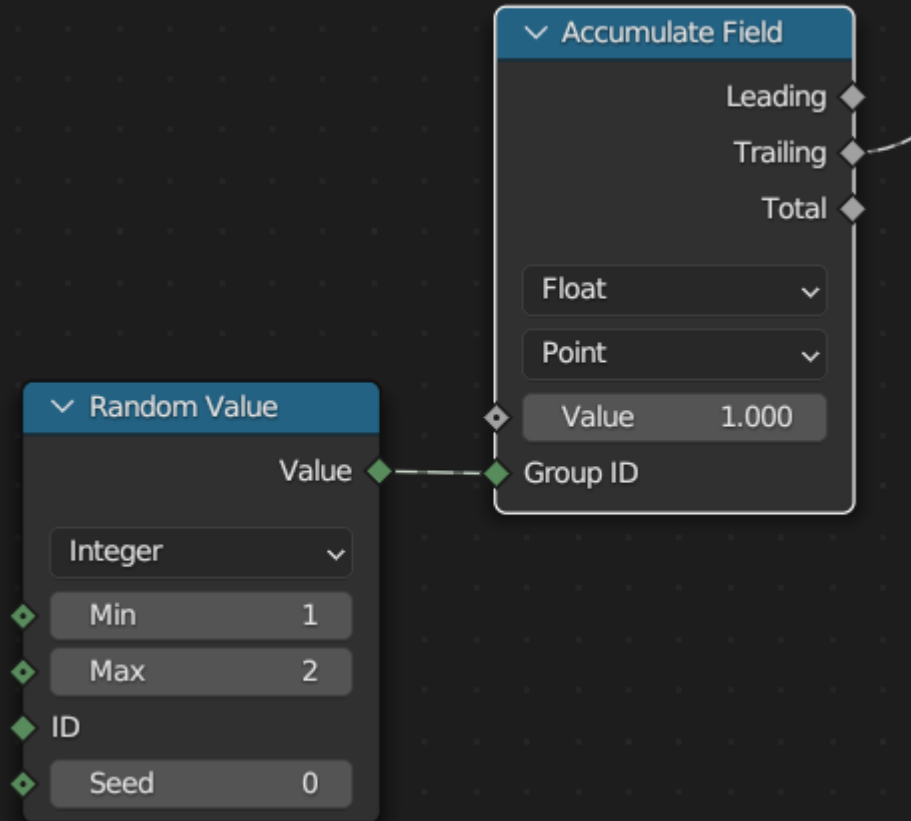 Accumulate Field
Leading
Trailing
Total
Float
Point
Value 1.000
Group ID
Random Value
Value
Integer
Min 1
Max 2
ID
Seed 0